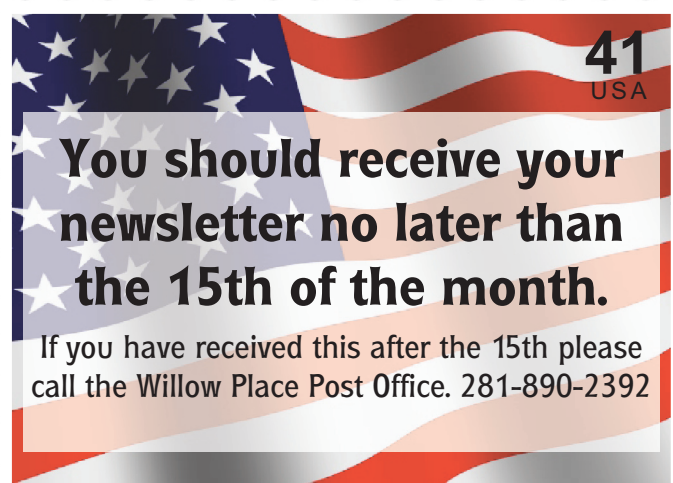 41
USA
You should receive your
newsletter no later than
the 15th of the month.
If you have received this after the 15th please
call the Willow Place Post Office. 281-890-2392